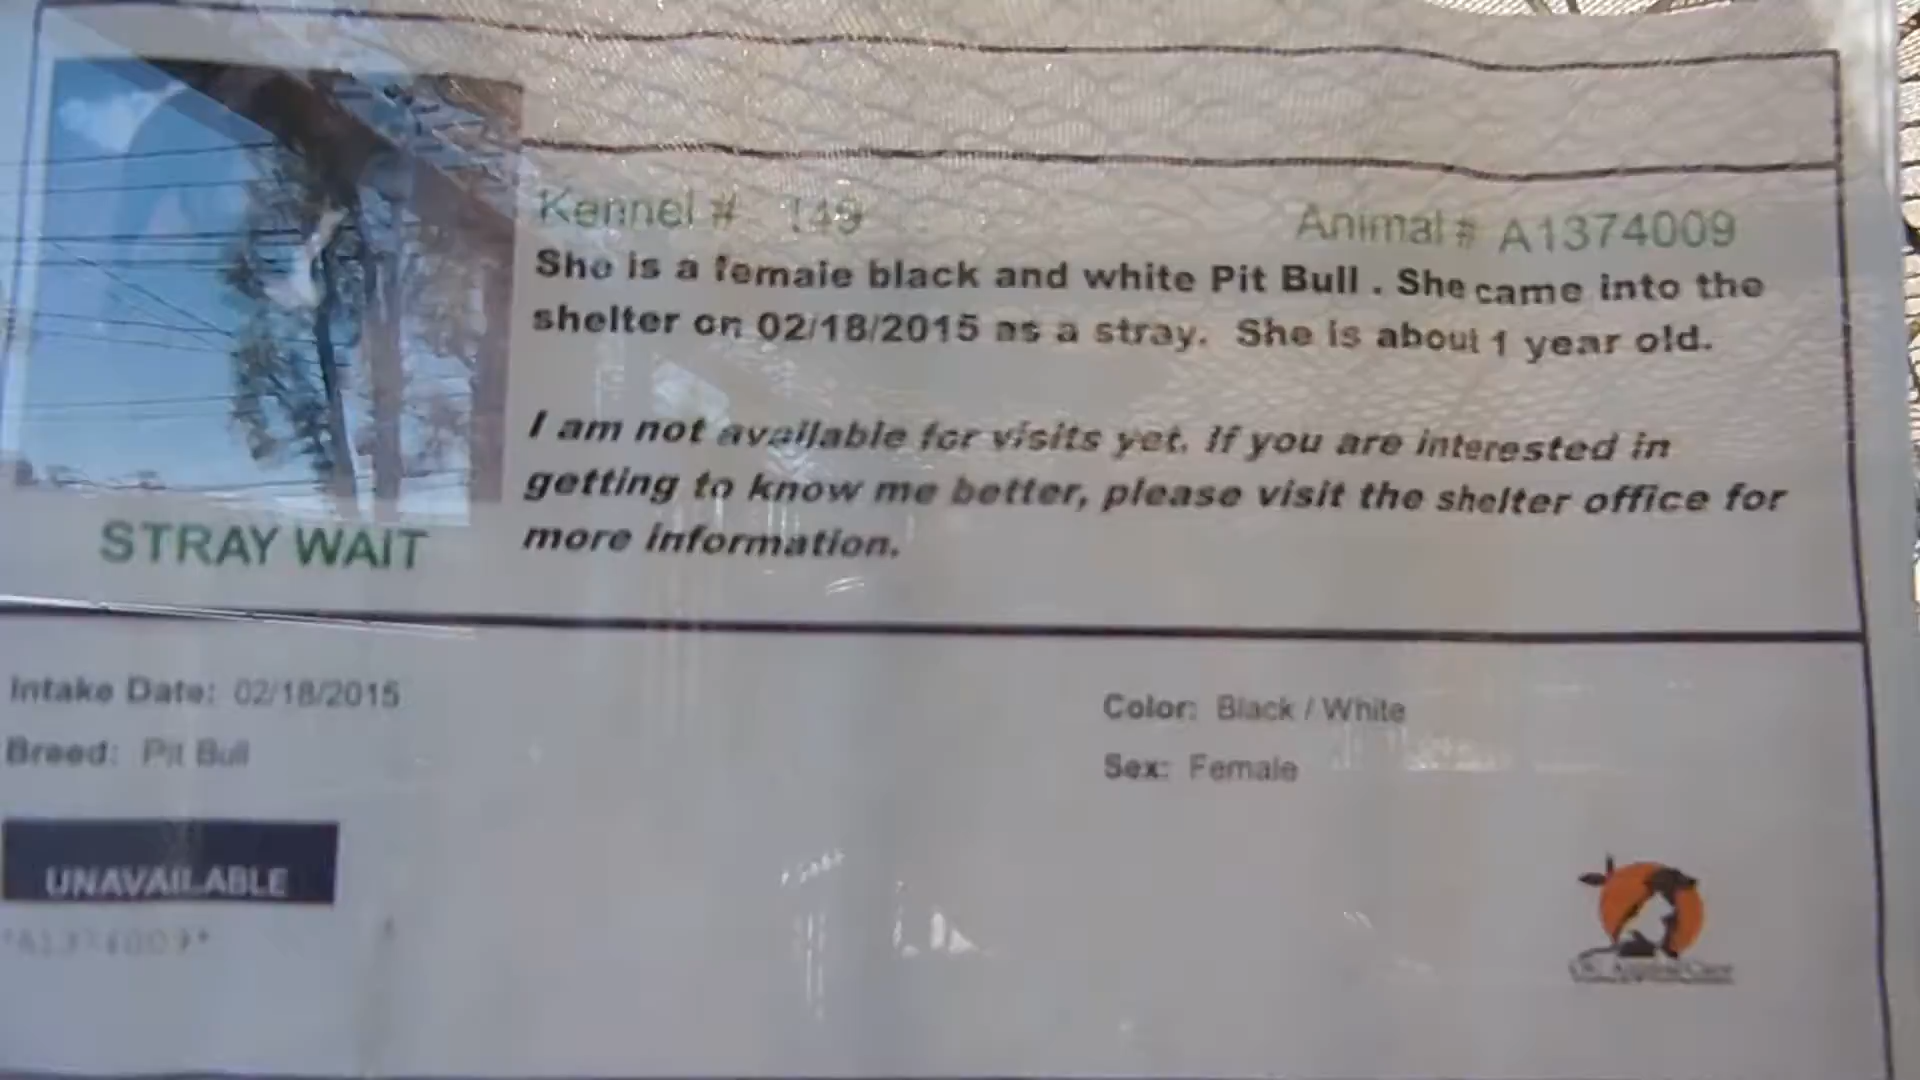 Kennel # 149
Animal # A1374009
She is a female black and white Pit Bull . She came into the
shelter on 02/18/2015 as a stray. She is about 1 year old.
I am not available for visits yet. If you are interested in
getting to know me better, please visit the shelter office for
more information.
STRAY WAIT
Intake Date: 02/18/2015
Breed: Pit Bull
Color: Black / White
Sex: Female
UNAVAILABLE
*A1374009*